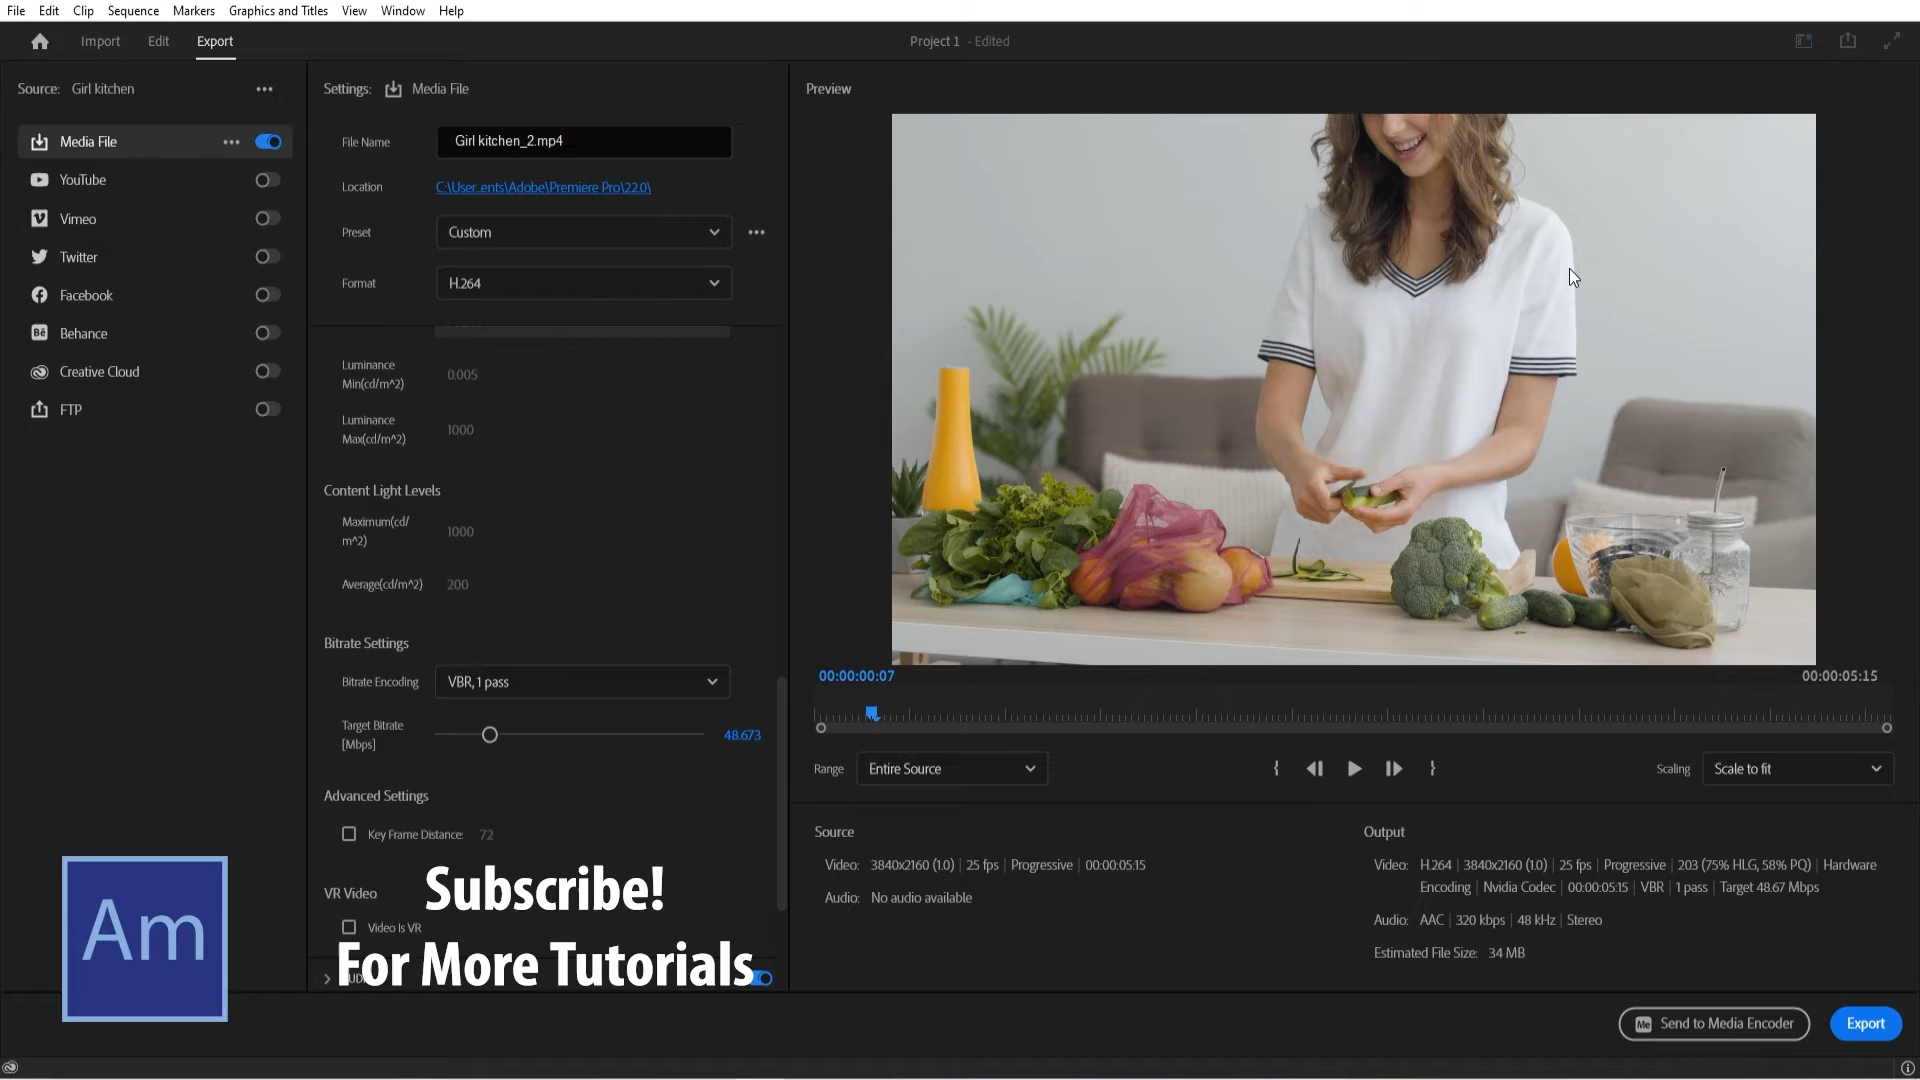 File Edit Clip Sequence Markers Graphics and Titles View Window Help
Import Edit Export
Project 1 - Edited
Source: Girl kitchen
Media File
YouTube
Vimeo
Twitter
Facebook
Behance
Creative Cloud
FTP
Settings: Media File
File Name Girl kitchen_2.mp4
Location C:\User...ents\Adobe\Premiere Pro\22.0\
Preset Custom
Format H.264
Luminance
Min(cd/m^2) 0.005
Luminance
Max(cd/m^2) 1000
Content Light Levels
Maximum(cd/
m^2) 1000
Average(cd/m^2) 200
Bitrate Settings
Bitrate Encoding VBR, 1 pass
Target Bitrate
[Mbps] 48.673
Advanced Settings
Key Frame Distance: 72
VR Video
Video Is VR
Am
Subscribe!
For More Tutorials
Preview
00:00:00:07 00:00:05:15
Range Entire Source
Scaling Scale to fit
Source
Video: 3840x2160 (1.0) | 25 fps | Progressive | 00:00:05:15
Audio: No audio available
Output
Video: H.264 | 3840x2160 (1.0) | 25 fps | Progressive | 203 (75% HLG, 58% PQ) | Hardware
Encoding | Nvidia Codec | 00:00:05:15 | VBR | 1 pass | Target 48.67 Mbps
Audio: AAC | 320 kbps | 48 kHz | Stereo
Estimated File Size: 34 MB
Me Send to Media Encoder
Export